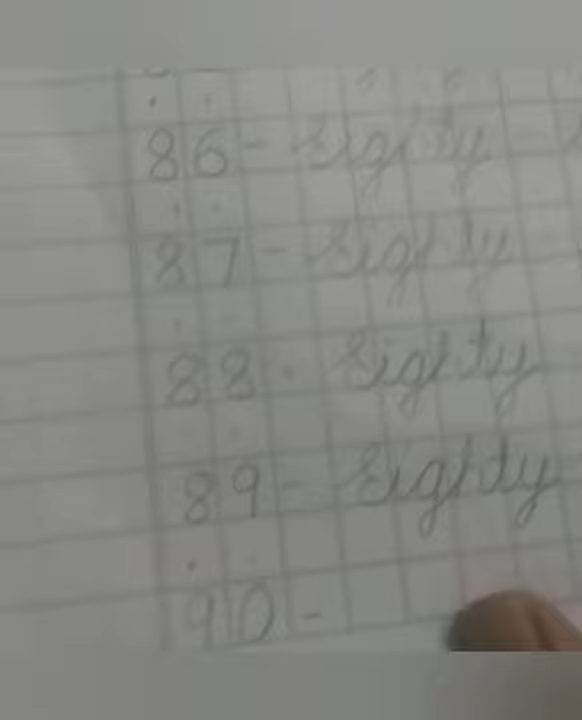 86 - Eighty -
87 - Eighty -
88 - Eighty
89 - Eighty
90 -